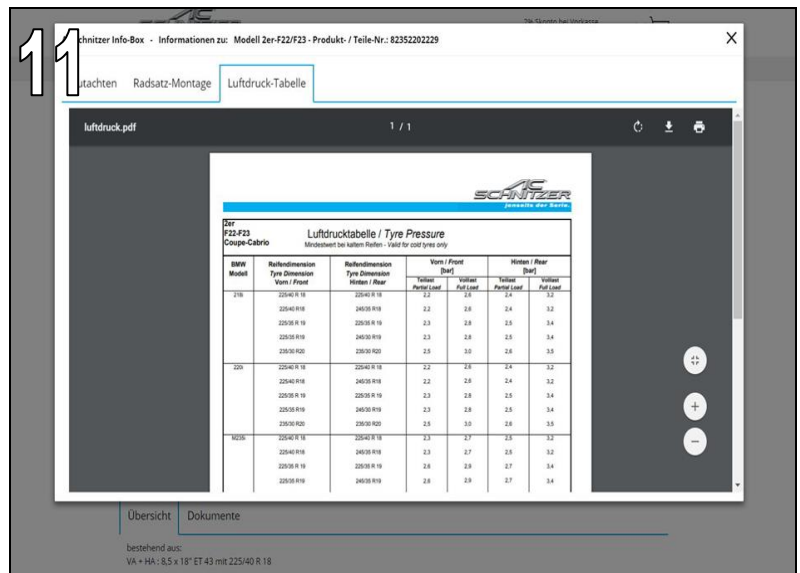 11
2% Skonto bei Vorkasse
Schnitzer Info-Box - Informationen zu: Modell 2er-F22/F23 - Produkt- / Teile-Nr.: 82352202229
X
Gutachten Radsatz-Montage Luftdruck-Tabelle
luftdruck.pdf 1 / 1
AC SCHNITZER
jenseits der Serie.
2er
F22-F23
Coupe-Cabrio
Luftdrucktabelle / Tyre Pressure
Mindestwert bei kaltem Reifen - Valid for cold tyres only
BMW Modell Reifendimension Tyre Dimension Vorn / Front Reifendimension Tyre Dimension Hinten / Rear Vorn / Front [bar] Hinten / Rear [bar]
Teillast Partial Load Volllast Full Load Teillast Partial Load Volllast Full Load
218i 225/40 R 18 225/40 R 18 2,2 2,6 2,4 3,2
225/40 R18 245/35 R18 2,2 2,6 2,4 3,2
225/35 R 19 225/35 R 19 2,3 2,8 2,5 3,4
225/35 R19 245/30 R19 2,3 2,8 2,5 3,4
235/30 R20 235/30 R20 2,5 3,0 2,6 3,5
220i 225/40 R 18 225/40 R 18 2,2 2,6 2,4 3,2
225/40 R18 245/35 R18 2,2 2,6 2,4 3,2
225/35 R 19 225/35 R 19 2,3 2,8 2,5 3,4
225/35 R19 245/30 R19 2,3 2,8 2,5 3,4
235/30 R20 235/30 R20 2,5 3,0 2,6 3,5
M235i 225/40 R 18 225/40 R 18 2,3 2,7 2,5 3,2
225/40 R18 245/35 R18 2,3 2,7 2,5 3,2
225/35 R 19 225/35 R 19 2,6 2,9 2,7 3,4
225/35 R19 2,9 2,7 3,4
Übersicht Dokumente
bestehend aus:
VA + HA : 8,5 x 18" ET 43 mit 225/40 R 18